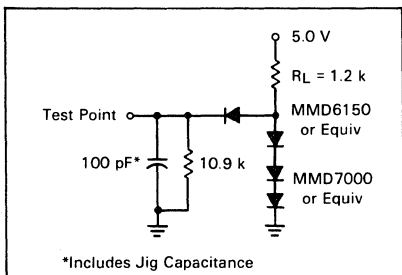 5.0 V
RL = 1.2 k
Test Point
MMD6150
or Equiv
100 pF*
10.9 k
MMD7000
or Equiv
*Includes Jig Capacitance